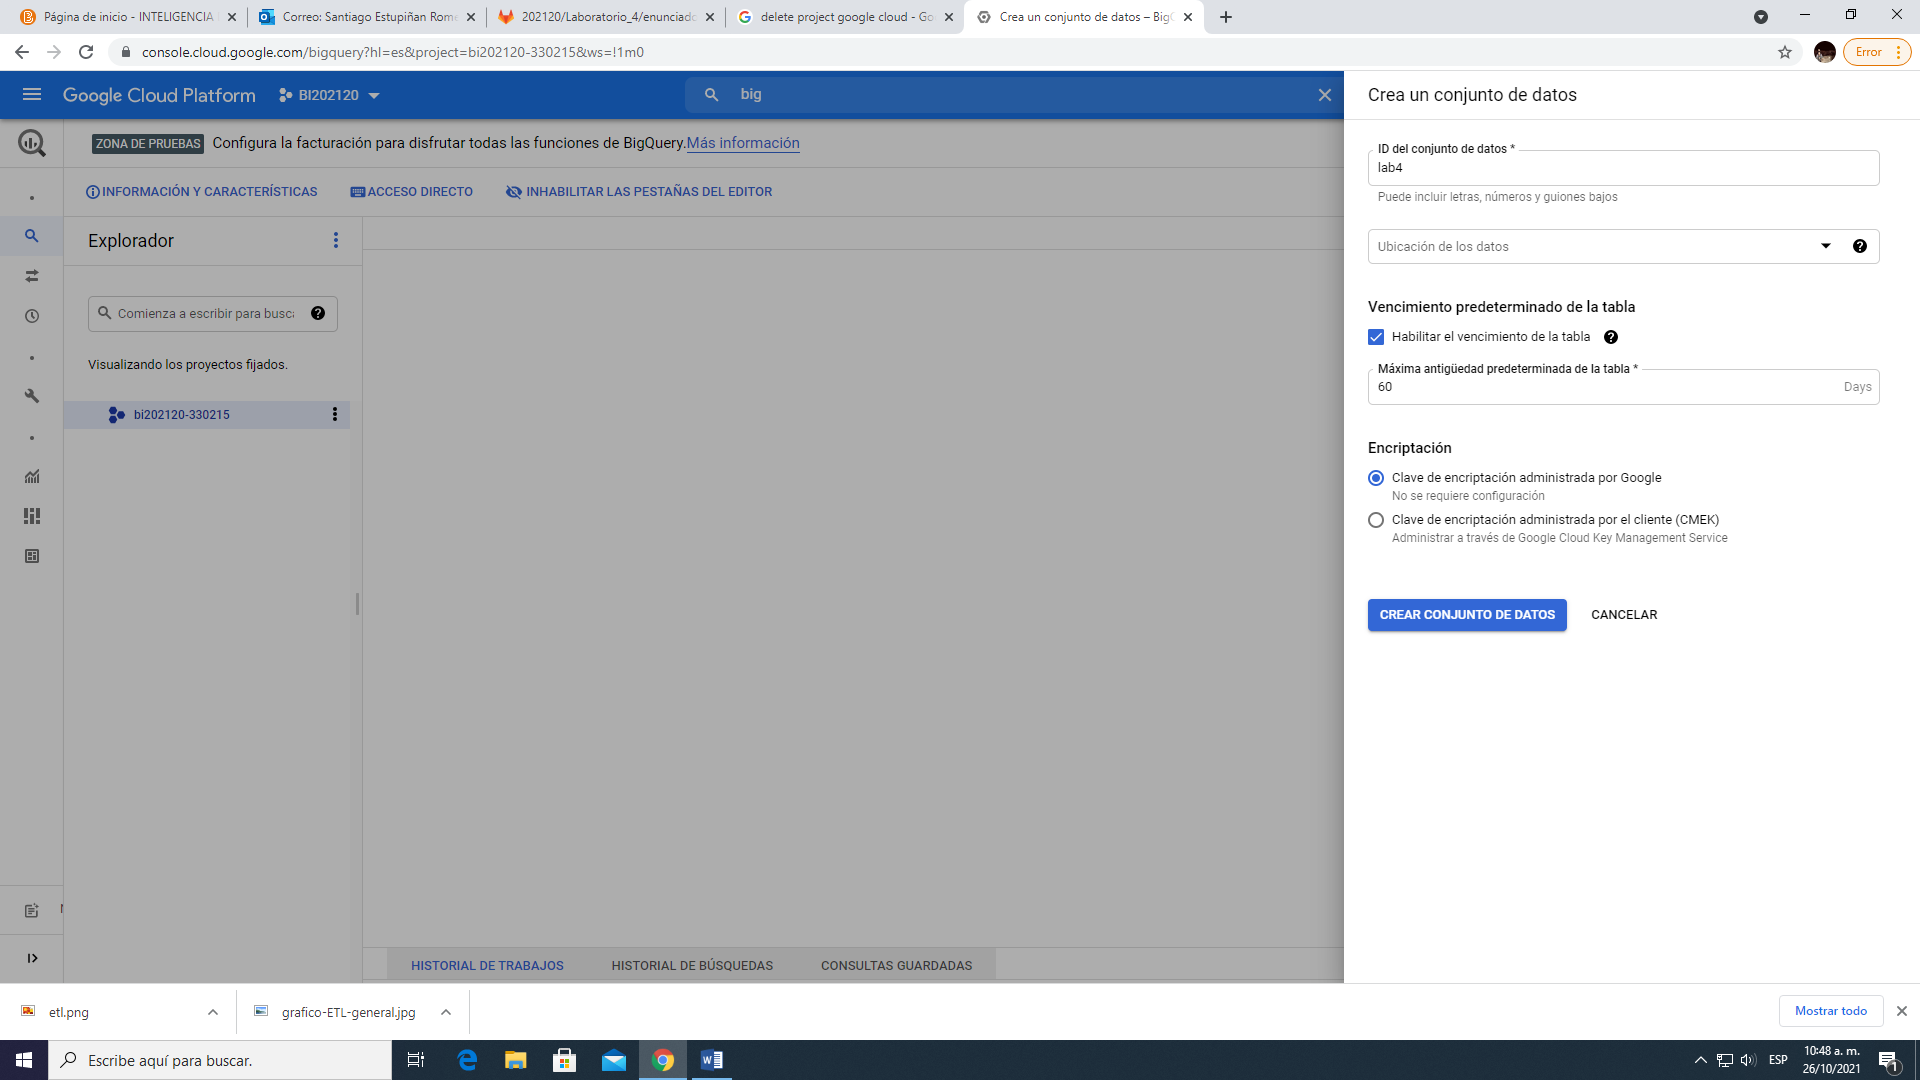 Página de inicio - INTELIGENCIA
Correo: Santiago Estupiñan Rome
202120/Laboratorio_4/enunciado
delete project google cloud - Go
Crea un conjunto de datos – BigQ
console.cloud.google.com/bigquery?hl=es&project=bi202120-330215&ws=!1m0
Error
Google Cloud Platform
BI202120
big
ZONA DE PRUEBAS
Configura la facturación para disfrutar todas las funciones de BigQuery. Más información
INFORMACIÓN Y CARACTERÍSTICAS
ACCESO DIRECTO
INHABILITAR LAS PESTAÑAS DEL EDITOR
Explorador
Comienza a escribir para busca
Visualizando los proyectos fijados.
bi202120-330215
HISTORIAL DE TRABAJOS
HISTORIAL DE BÚSQUEDAS
CONSULTAS GUARDADAS
Crea un conjunto de datos
ID del conjunto de datos *
lab4
Puede incluir letras, números y guiones bajos
Ubicación de los datos
Vencimiento predeterminado de la tabla
Habilitar el vencimiento de la tabla
Máxima antigüedad predeterminada de la tabla *
60
Days
Encriptación
Clave de encriptación administrada por Google
No se requiere configuración
Clave de encriptación administrada por el cliente (CMEK)
Administrar a través de Google Cloud Key Management Service
CREAR CONJUNTO DE DATOS
CANCELAR
etl.png
grafico-ETL-general.jpg
Mostrar todo
Escribe aquí para buscar.
ESP
10:48 a. m.
26/10/2021
1